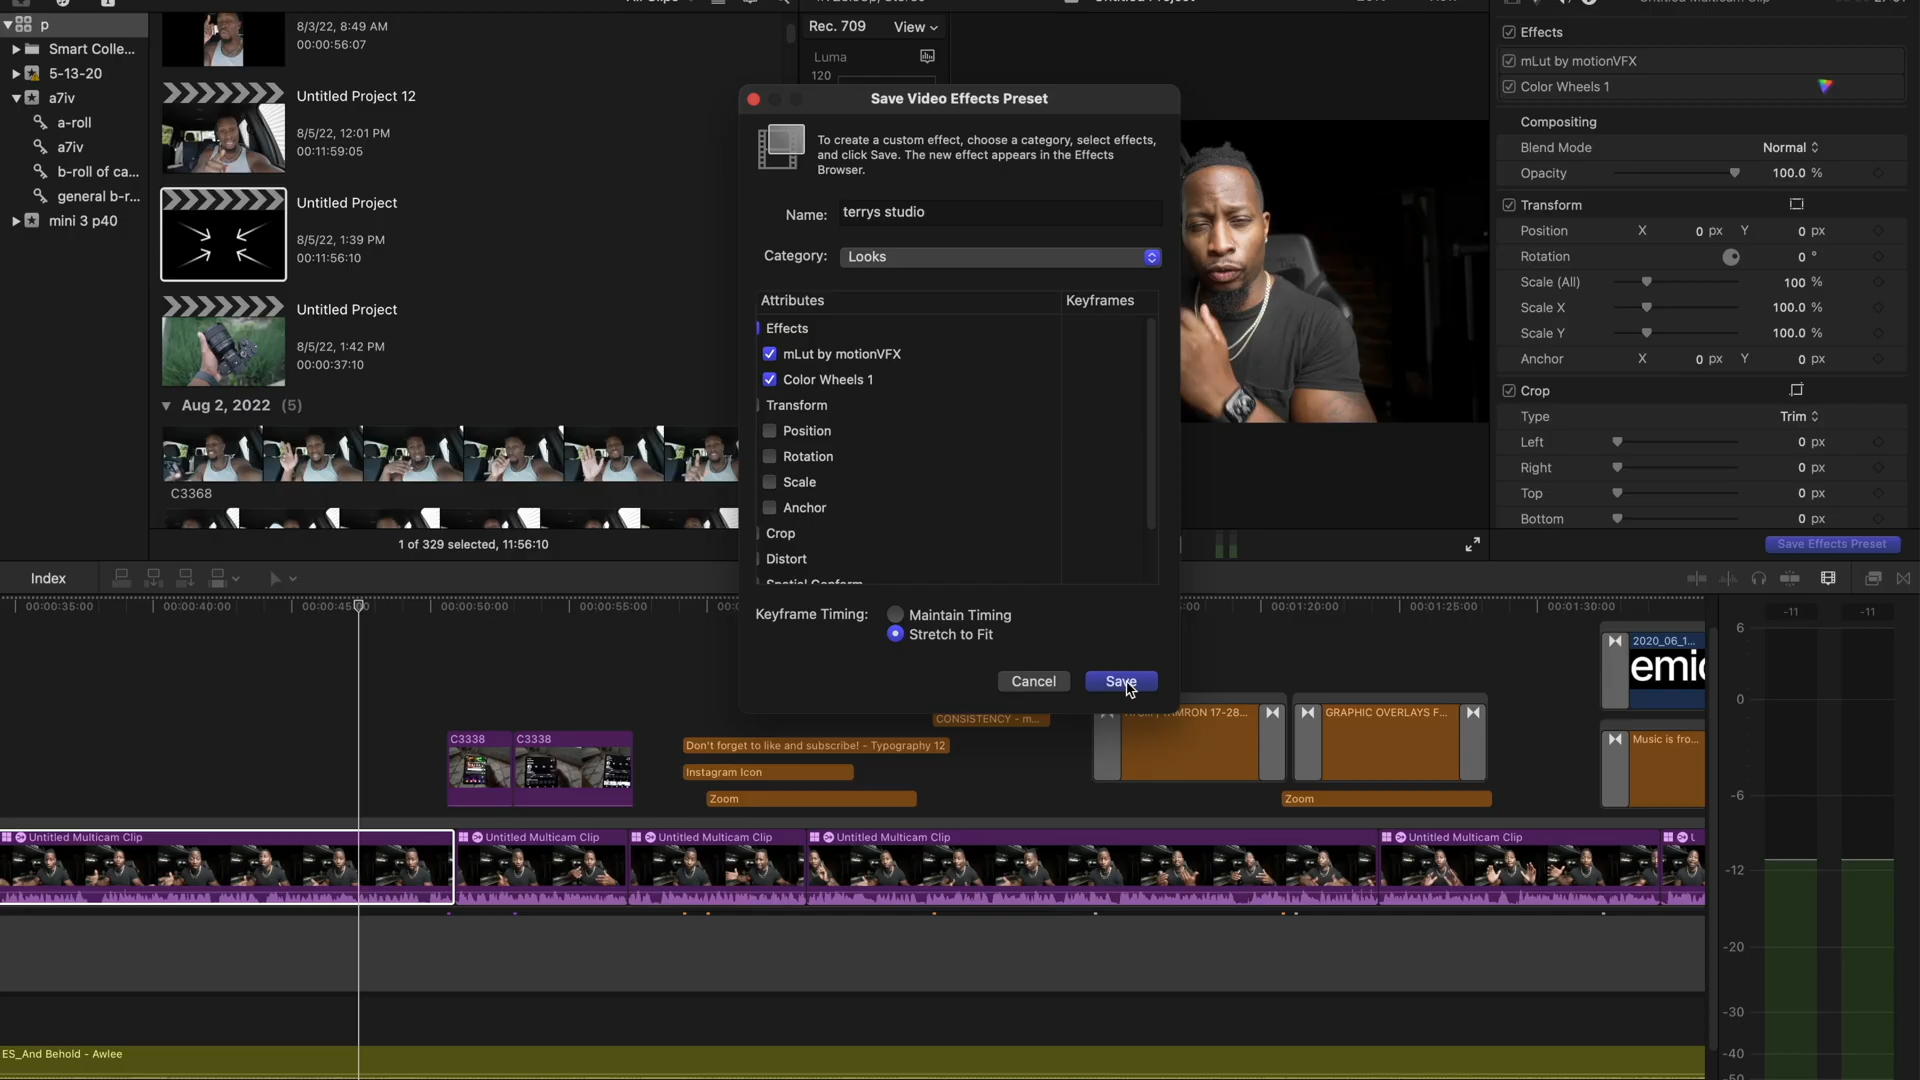 p
Smart Colle...
5-13-20
a7iv
a-roll
a7iv
b-roll of ca...
general b-r...
mini 3 p40
8/3/22, 8:49 AM
00:00:56:07
Untitled Project 12
8/5/22, 12:01 PM
00:11:59:05
Untitled Project
8/5/22, 1:39 PM
00:11:56:10
Untitled Project
8/5/22, 1:42 PM
00:00:37:10
Aug 2, 2022 (5)
C3368
1 of 329 selected, 11:56:10
Rec. 709 View
Luma
120
Save Video Effects Preset
To create a custom effect, choose a category, select effects,
and click Save. The new effect appears in the Effects
Browser.
Name: terrys studio
Category: Looks
Attributes Keyframes
Effects
mLut by motionVFX
Color Wheels 1
Transform
Position
Rotation
Scale
Anchor
Crop
Distort
Spatial Conform
Keyframe Timing: Maintain Timing
Stretch to Fit
Cancel Save
Effects
mLut by motionVFX
Color Wheels 1
Compositing
Blend Mode Normal
Opacity 100.0 %
Transform
Position X 0 px Y 0 px
Rotation 0 °
Scale (All) 100 %
Scale X 100.0 %
Scale Y 100.0 %
Anchor X 0 px Y 0 px
Crop
Type Trim
Left 0 px
Right 0 px
Top 0 px
Bottom 0 px
Save Effects Preset
Index
00:00:35:00 00:00:40:00 00:00:45:00 00:00:50:00 00:00:55:00 00:01:20:00 00:01:25:00 00:01:30:00
2020_06_1...
emic
CONSISTENCY - m...
TAMRON 17-28... GRAPHIC OVERLAYS F...
C3338 C3338
Don't forget to like and subscribe! - Typography 12
Music is fro...
Instagram Icon
Zoom Zoom
Untitled Multicam Clip Untitled Multicam Clip Untitled Multicam Clip Untitled Multicam Clip Untitled Multicam Clip
ES_And Behold - Awlee
-11 -11
6
0
-6
-12
-20
-30
-40
-50